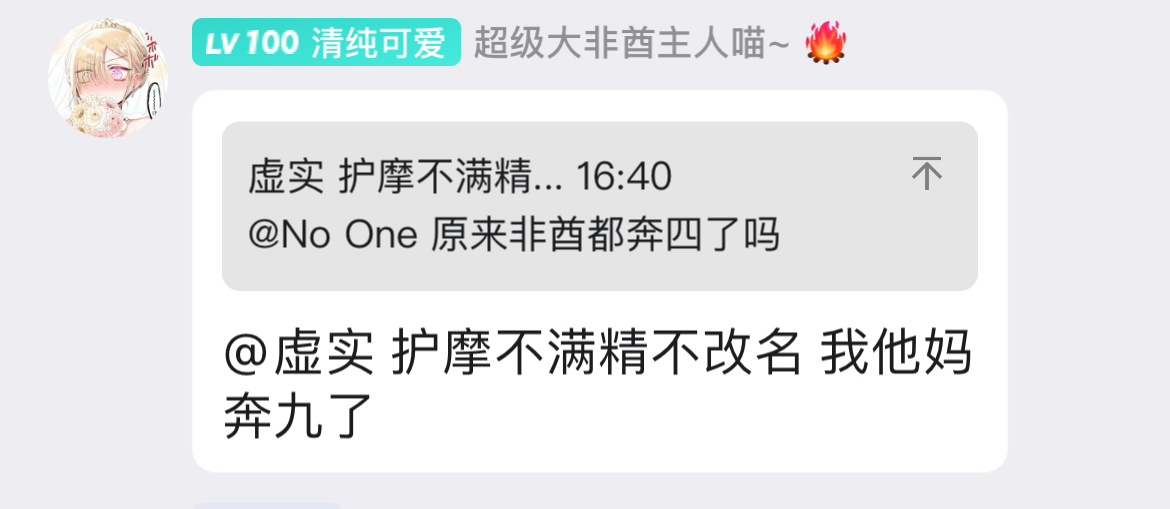 LV 100 清纯可爱 超级大非酋主人喵~
虚实 护摩不满精... 16:40
@No One 原来非酋都奔四了吗
@虚实 护摩不满精不改名 我他妈
奔九了